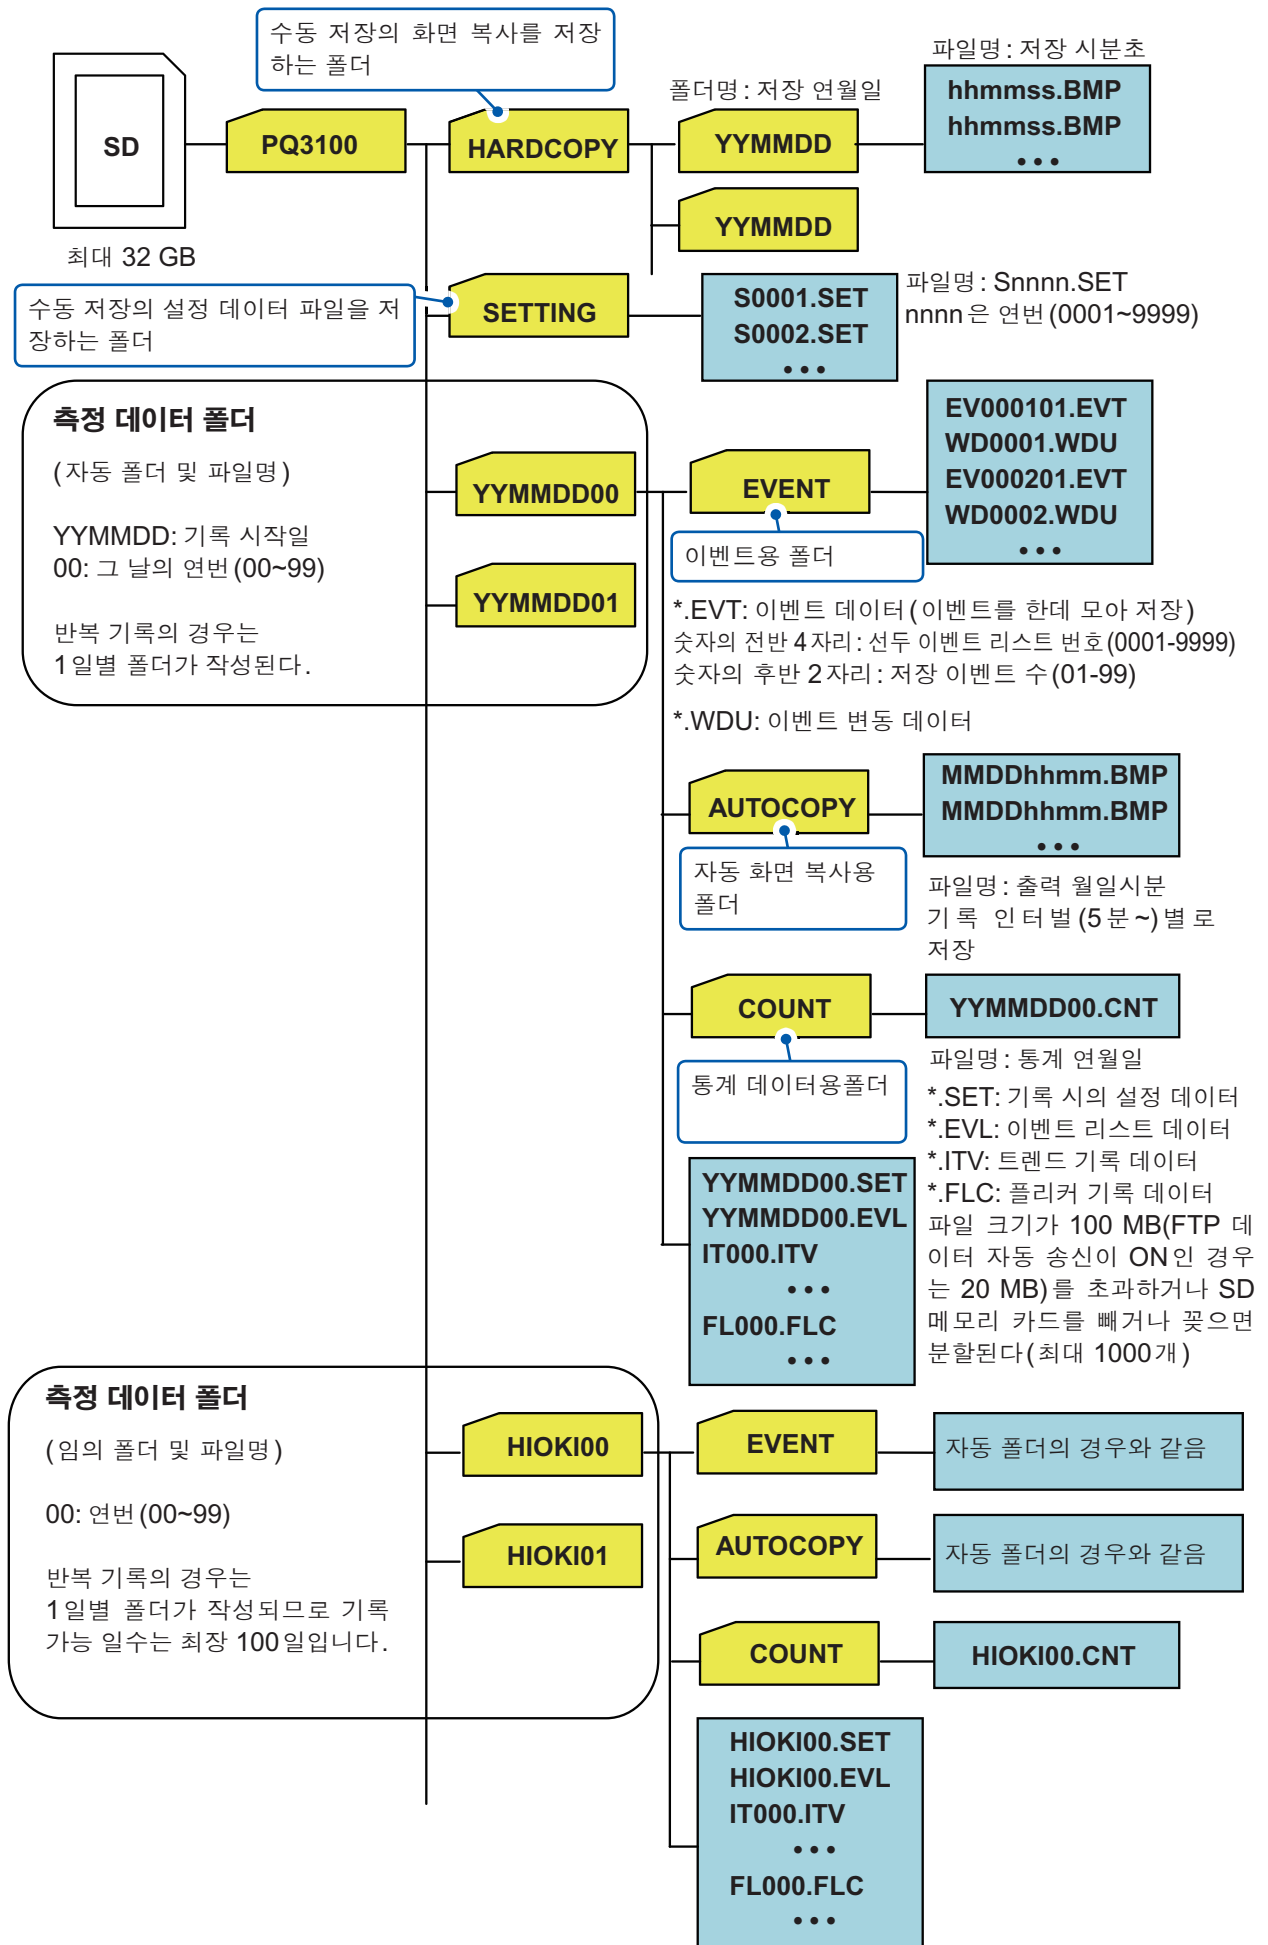 수동 저장의 화면 복사를 저장
하는 폴더
파일명: 저장 시분초
폴더명: 저장 연월일
hhmmss.BMP
hhmmss.BMP
•••
SD
PQ3100
HARDCOPY
YYMMDD
YYMMDD
최대 32 GB
수동 저장의 설정 데이터 파일을 저
장하는 폴더
SETTING
S0001.SET
S0002.SET
•••
파일명: Snnnn.SET
nnnn은 연번(0001~9999)
측정 데이터 폴더
(자동 폴더 및 파일명)
YYMMDD: 기록 시작일
00: 그 날의 연번(00~99)
반복 기록의 경우는
1일별 폴더가 작성된다.
YYMMDD00
YYMMDD01
EVENT
이벤트용 폴더
EV000101.EVT
WD0001.WDU
EV000201.EVT
WD0002.WDU
•••
*.EVT: 이벤트 데이터(이벤트를 한데 모아 저장)
숫자의 전반 4자리: 선두 이벤트 리스트 번호(0001-9999)
숫자의 후반 2자리: 저장 이벤트 수(01-99)
*.WDU: 이벤트 변동 데이터
AUTOCOPY
자동 화면 복사용
폴더
MMDDhhmm.BMP
MMDDhhmm.BMP
•••
파일명: 출력 월일시분
기록 인터벌(5분~)별로
저장
COUNT
통계 데이터용폴더
YYMMDD00.CNT
파일명: 통계 연월일
*.SET: 기록 시의 설정 데이터
*.EVL: 이벤트 리스트 데이터
*.ITV: 트렌드 기록 데이터
*.FLC: 플리커 기록 데이터
파일 크기가 100 MB(FTP 데
이터 자동 송신이 ON인 경우
는 20 MB)를 초과하거나 SD
메모리 카드를 빼거나 꽂으면
분할된다(최대 1000개)
YYMMDD00.SET
YYMMDD00.EVL
IT000.ITV
•••
FL000.FLC
•••
측정 데이터 폴더
(임의 폴더 및 파일명)
00: 연번(00~99)
반복 기록의 경우는
1일별 폴더가 작성되므로 기록
가능 일수는 최장 100일입니다.
HIOKI00
HIOKI01
EVENT
자동 폴더의 경우와 같음
AUTOCOPY
자동 폴더의 경우와 같음
COUNT
HIOKI00.CNT
HIOKI00.SET
HIOKI00.EVL
IT000.ITV
•••
FL000.FLC
•••